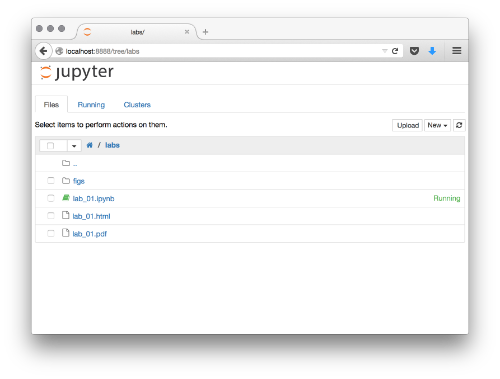 labs/
localhost:8888/tree/labs
jupyter
Files Running Clusters
Select items to perform actions on them.
Upload New
/ labs
..
figs
lab_01.ipynb Running
lab_01.html
lab_01.pdf